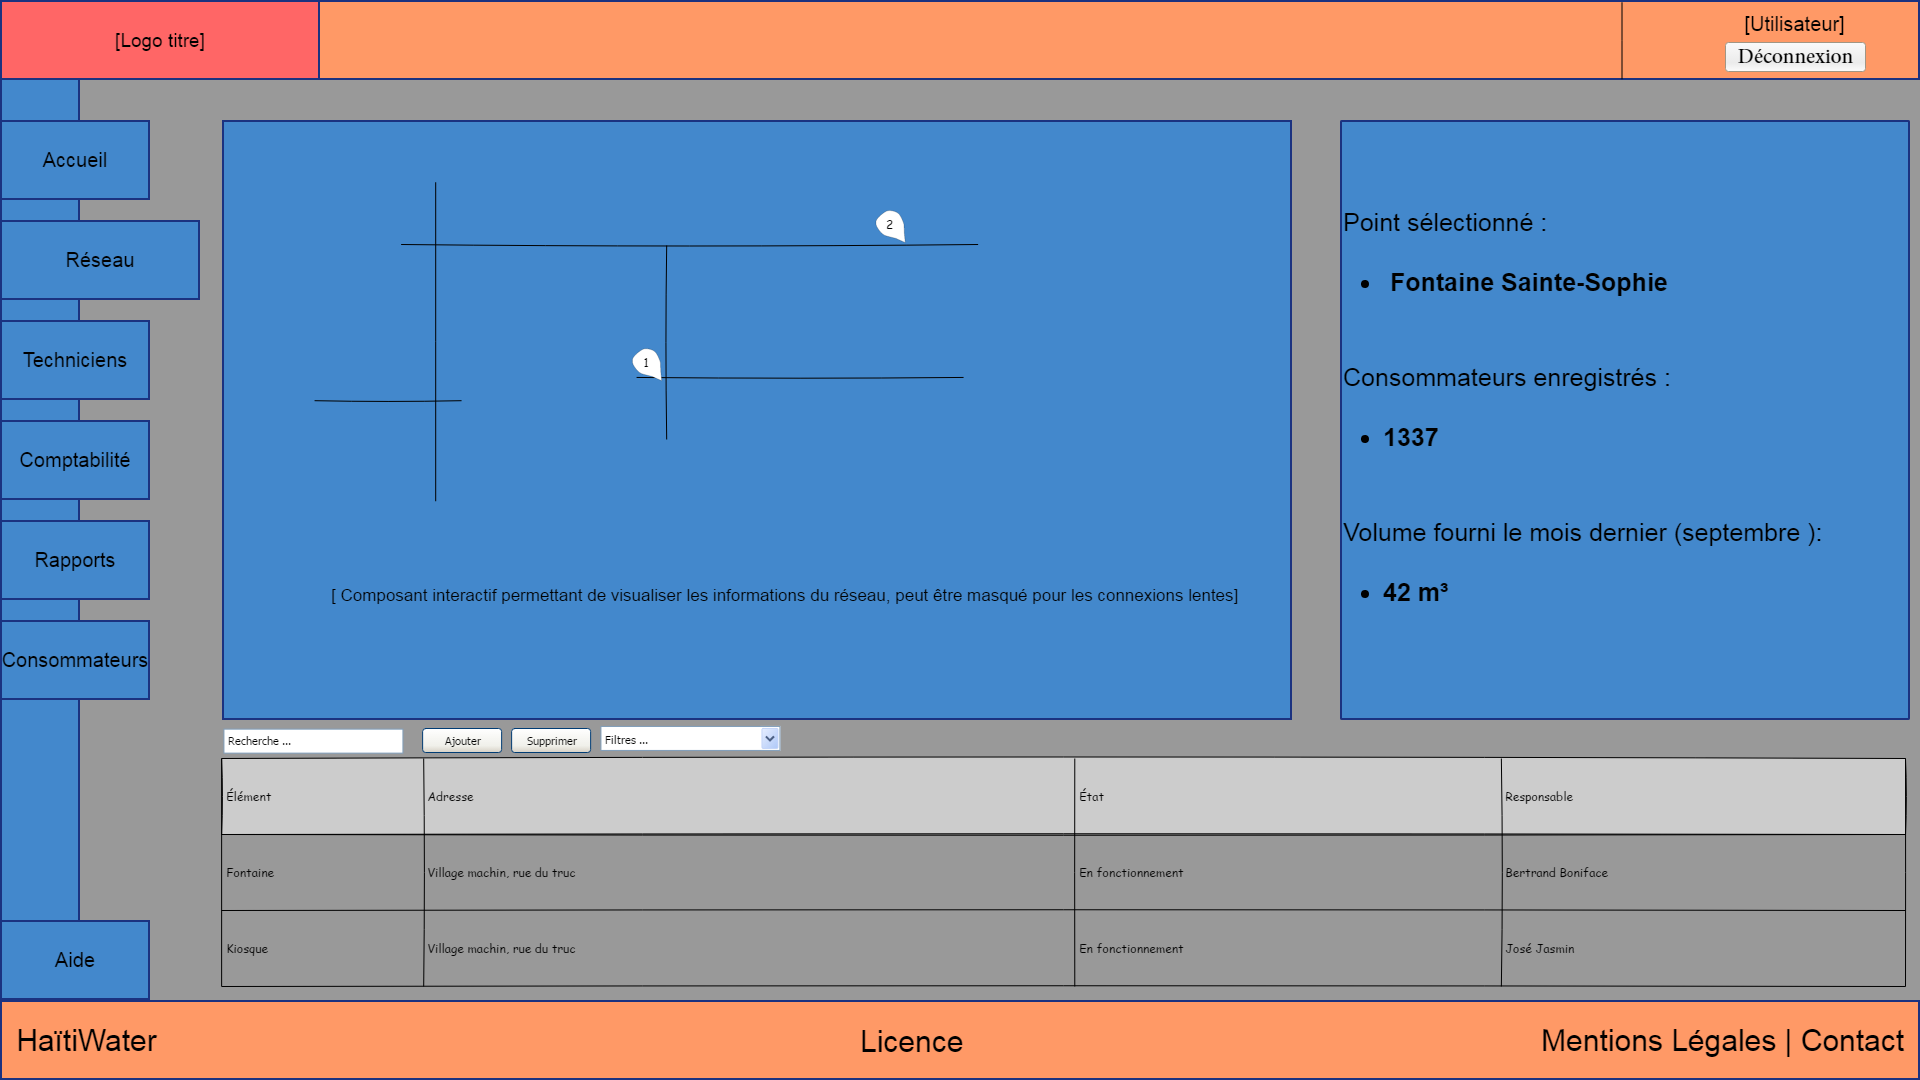 [Logo titre]
[Utilisateur]
Déconnexion
Accueil
Réseau
Techniciens
Comptabilité
Rapports
Consommateurs
Aide
2
1
[ Composant interactif permettant de visualiser les informations du réseau, peut être masqué pour les connexions lentes]
Point sélectionné :
• Fontaine Sainte-Sophie
Consommateurs enregistrés :
• 1337
Volume fourni le mois dernier (septembre ):
• 42 m³
Recherche ... Ajouter Supprimer Filtres ...
Élément Adresse État Responsable
Fontaine Village machin, rue du truc En fonctionnement Bertrand Boniface
Kiosque Village machin, rue du truc En fonctionnement José Jasmin
HaïtiWater Licence Mentions Légales | Contact